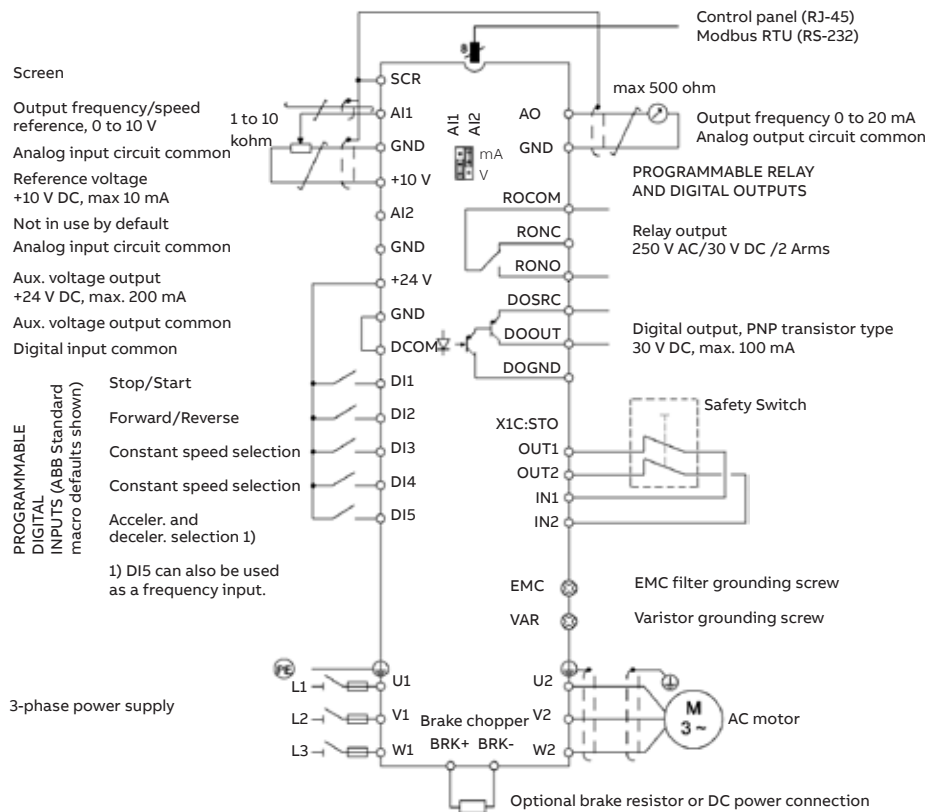 Control panel (RJ-45)
Modbus RTU (RS-232)
8
Screen
SCR
Output frequency/speed
reference, 0 to 10 V
1 to 10
kohm
AI1
Analog input circuit common
GND
Reference voltage
+10 V DC, max 10 mA
+10 V
Not in use by default
AI2
Analog input circuit common
GND
Aux. voltage output
+24 V DC, max. 200 mA
+24 V
Aux. voltage output common
GND
Digital input common
DCOM
PROGRAMMABLE
DIGITAL
INPUTS (ABB Standard
macro defaults shown)
Stop/Start
DI1
Forward/Reverse
DI2
Constant speed selection
DI3
Constant speed selection
DI4
Acceler. and
deceler. selection 1)
DI5
1) DI5 can also be used
as a frequency input.
AI1
AI2
mA
V
max 500 ohm
AO
Output frequency 0 to 20 mA
GND
Analog output circuit common
PROGRAMMABLE RELAY
AND DIGITAL OUTPUTS
ROCOM
RONC
RONO
Relay output
250 V AC/30 V DC /2 Arms
DOSRC
DOOUT
DOGND
Digital output, PNP transistor type
30 V DC, max. 100 mA
Safety Switch
X1C:STO
OUT1
OUT2
IN1
IN2
EMC
EMC filter grounding screw
VAR
Varistor grounding screw
PE
3-phase power supply
L1
U1
L2
V1
L3
W1
Brake chopper
BRK+ BRK-
U2
V2
W2
M
3 ~
AC motor
Optional brake resistor or DC power connection